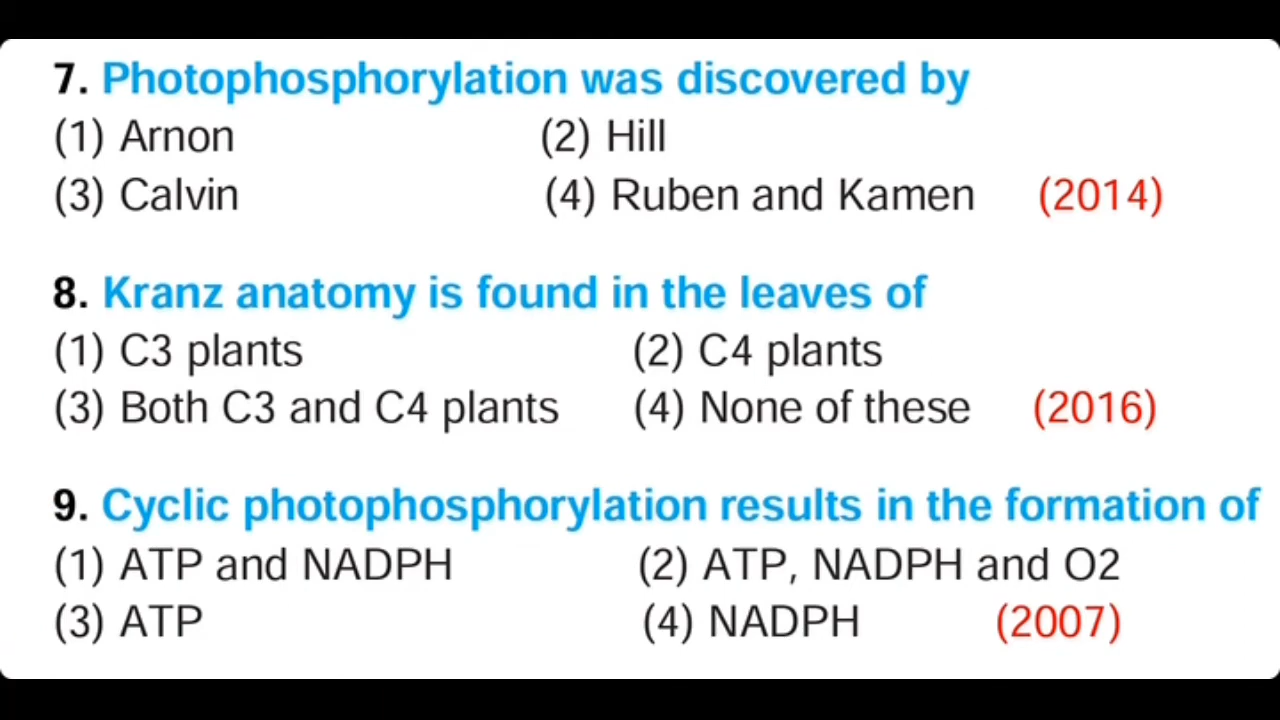 7. Photophosphorylation was discovered by
(1) Arnon (2) Hill
(3) Calvin (4) Ruben and Kamen (2014)
8. Kranz anatomy is found in the leaves of
(1) C3 plants (2) C4 plants
(3) Both C3 and C4 plants (4) None of these (2016)
9. Cyclic photophosphorylation results in the formation of
(1) ATP and NADPH (2) ATP, NADPH and O2
(3) ATP (4) NADPH (2007)